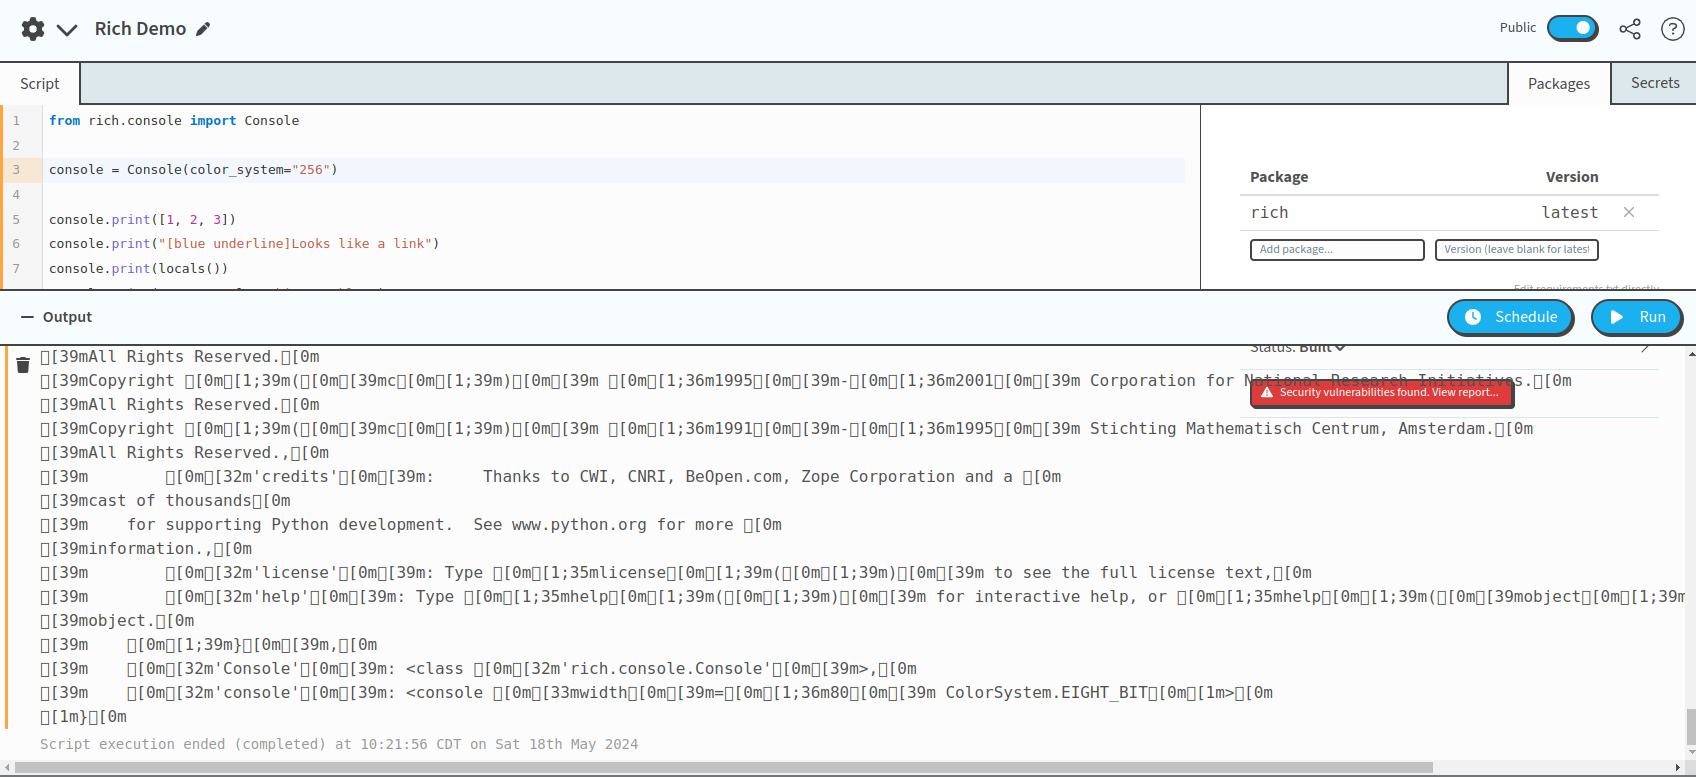 Rich Demo
Public
?
Script
Packages
Secrets
1 from rich.console import Console
2
3 console = Console(color_system="256")
4
5 console.print([1, 2, 3])
6 console.print("[blue underline]Looks like a link")
7 console.print(locals())
Package Version
rich latest
Add package... Version (leave blank for latest
Edit requirements.txt directly
Output
Schedule
Run
Status: Built
Security vulnerabilities found. View report...
□[39mAll Rights Reserved.□[0m
□[39mCopyright □[0m□[1;39m(□[0m□[39mc□[0m□[1;39m)□[0m□[39m □[0m□[1;36m1995□[0m□[39m-□[0m□[1;36m2001□[0m□[39m Corporation for National Research Initiatives.□[0m
□[39mAll Rights Reserved.□[0m
□[39mCopyright □[0m□[1;39m(□[0m□[39mc□[0m□[1;39m)□[0m□[39m □[0m□[1;36m1991□[0m□[39m-□[0m□[1;36m1995□[0m□[39m Stichting Mathematisch Centrum, Amsterdam.□[0m
□[39mAll Rights Reserved.,□[0m
□[39m        □[0m□[32m'credits'□[0m□[39m:     Thanks to CWI, CNRI, BeOpen.com, Zope Corporation and a □[0m
□[39mcast of thousands□[0m
□[39m    for supporting Python development.  See www.python.org for more □[0m
□[39minformation.,□[0m
□[39m        □[0m□[32m'license'□[0m□[39m: Type □[0m□[1;35mlicense□[0m□[1;39m(□[0m□[1;39m)□[0m□[39m to see the full license text,□[0m
□[39m        □[0m□[32m'help'□[0m□[39m: Type □[0m□[1;35mhelp□[0m□[1;39m(□[0m□[1;39m)□[0m□[39m for interactive help, or □[0m□[1;35mhelp□[0m□[1;39m(□[0m□[39mobject□[0m□[1;39m
□[39mobject.□[0m
□[39m    □[0m□[1;39m}□[0m□[39m,□[0m
□[39m    □[0m□[32m'Console'□[0m□[39m: <class □[0m□[32m'rich.console.Console'□[0m□[39m>,□[0m
□[39m    □[0m□[32m'console'□[0m□[39m: <console □[0m□[33mwidth□[0m□[39m=□[0m□[1;36m80□[0m□[39m ColorSystem.EIGHT_BIT□[0m□[1m>□[0m
□[1m}□[0m
Script execution ended (completed) at 10:21:56 CDT on Sat 18th May 2024